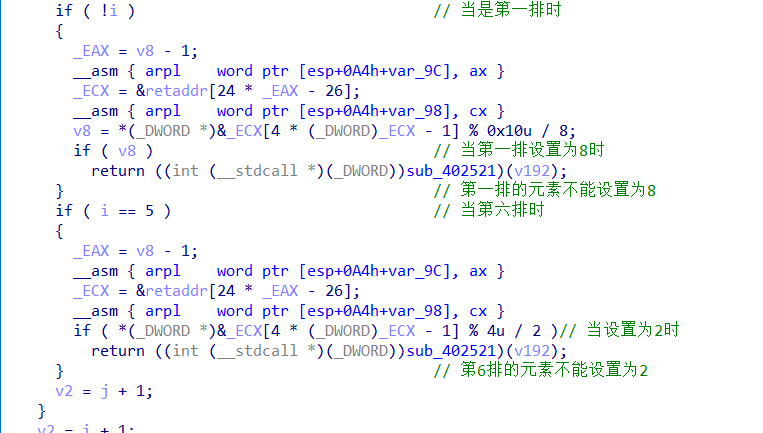 if ( !i ) // 当是第一排时
{
_EAX = v8 - 1;
__asm { arpl word ptr [esp+0A4h+var_9C], ax }
_ECX = &retaddr[24 * _EAX - 26];
__asm { arpl word ptr [esp+0A4h+var_98], cx }
v8 = *(_DWORD *)&_ECX[4 * (_DWORD)_ECX - 1] % 0x10u / 8;
if ( v8 ) // 当第一排设置为8时
return ((int (__stdcall *)(_DWORD))sub_402521)(v192);
} // 第一排的元素不能设置为8
if ( i == 5 ) // 当第六排时
{
_EAX = v8 - 1;
__asm { arpl word ptr [esp+0A4h+var_9C], ax }
_ECX = &retaddr[24 * _EAX - 26];
__asm { arpl word ptr [esp+0A4h+var_98], cx }
if ( *(_DWORD *)&_ECX[4 * (_DWORD)_ECX - 1] % 4u / 2 )// 当设置为2时
return ((int (__stdcall *)(_DWORD))sub_402521)(v192);
} // 第6排的元素不能设置为2
v2 = j + 1;
}
v2 = i + 1;